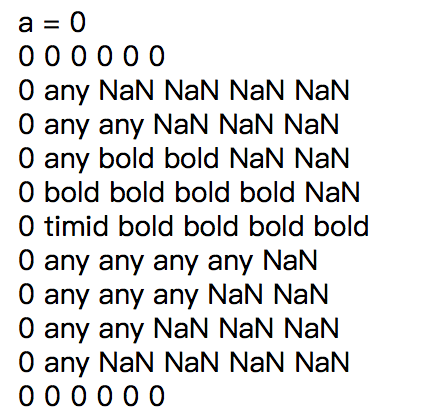 a = 0
0 0 0 0 0 0
0 any NaN NaN NaN NaN
0 any any NaN NaN NaN
0 any bold bold NaN NaN
0 bold bold bold bold NaN
0 timid bold bold bold bold
0 any any any any NaN
0 any any any NaN NaN
0 any any NaN NaN NaN
0 any NaN NaN NaN NaN
0 0 0 0 0 0